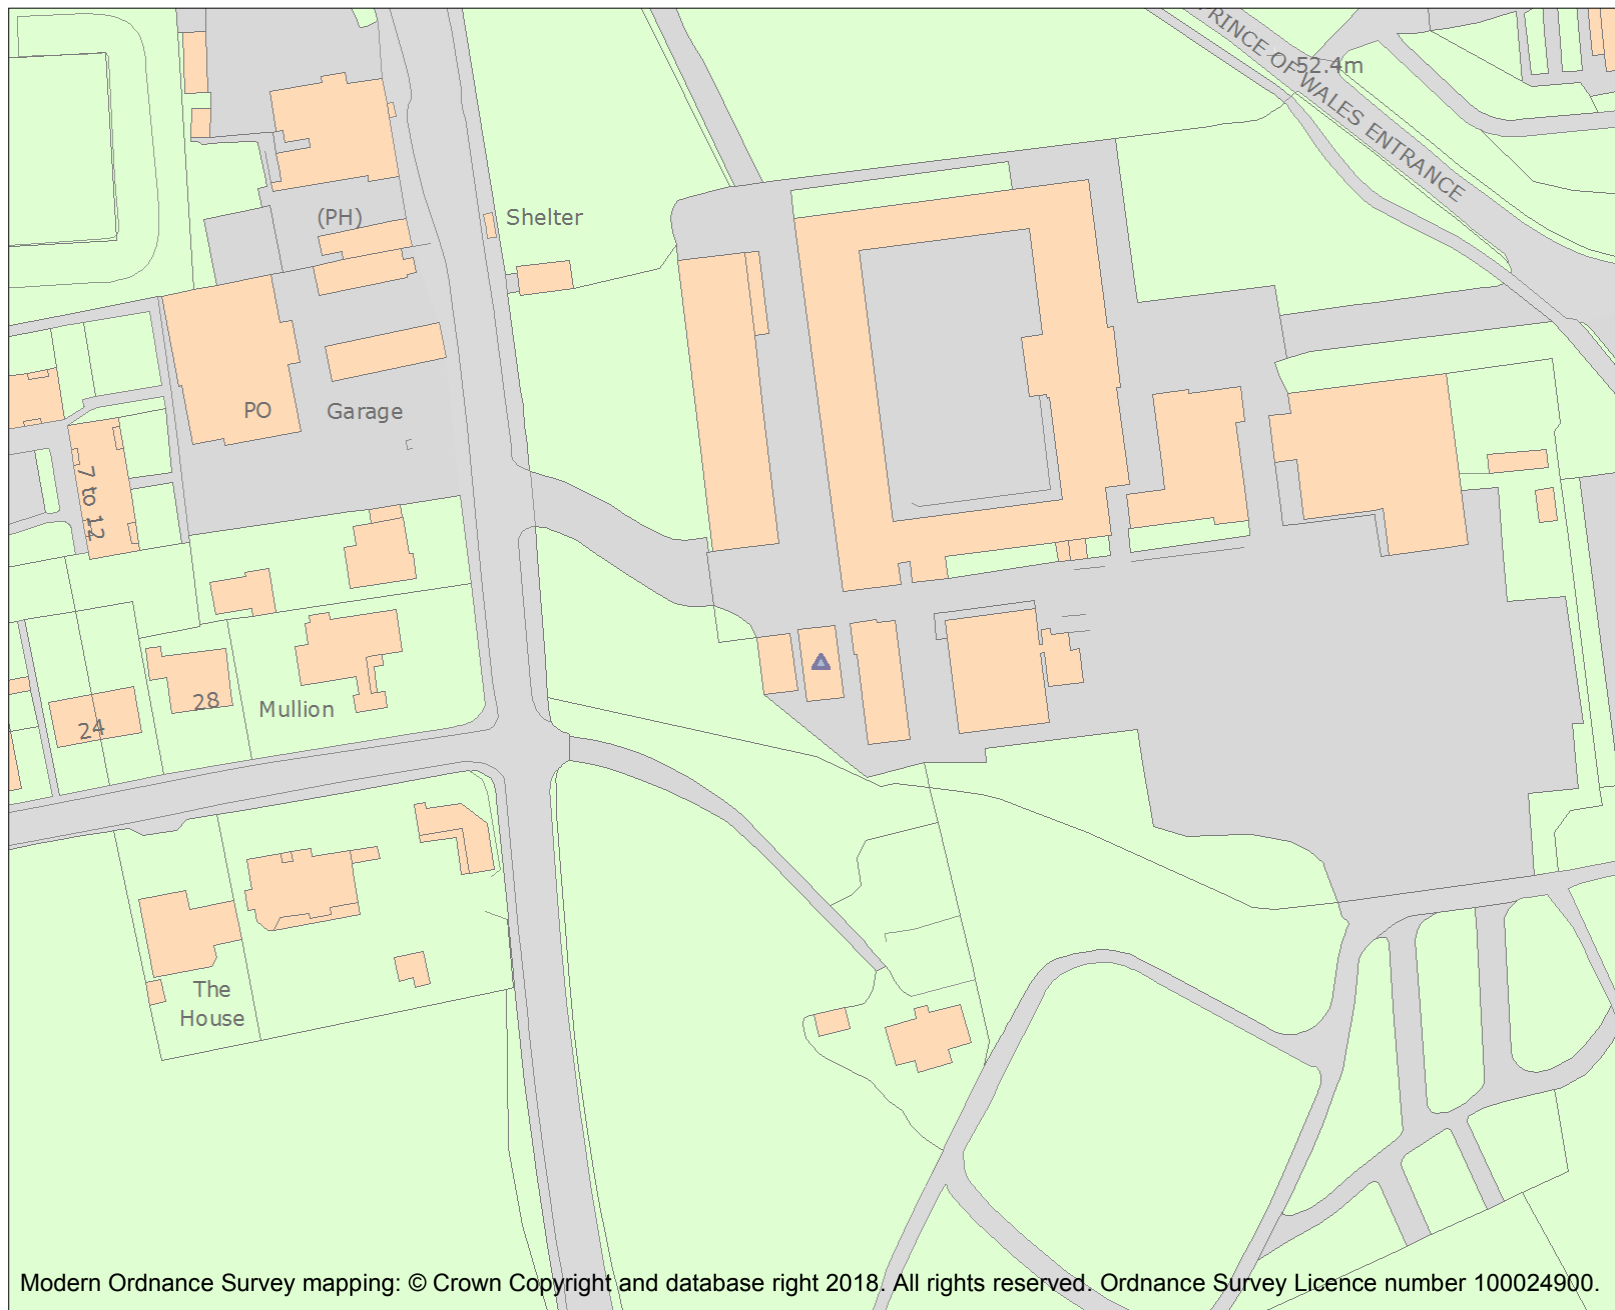 PRINCE OF WALES ENTRANCE
52.4m
(PH)
Shelter
PO
Garage
7 to 12
28
Mullion
24
The
House
Modern Ordnance Survey mapping: © Crown Copyright and database right 2018. All rights reserved. Ordnance Survey Licence number 100024900.